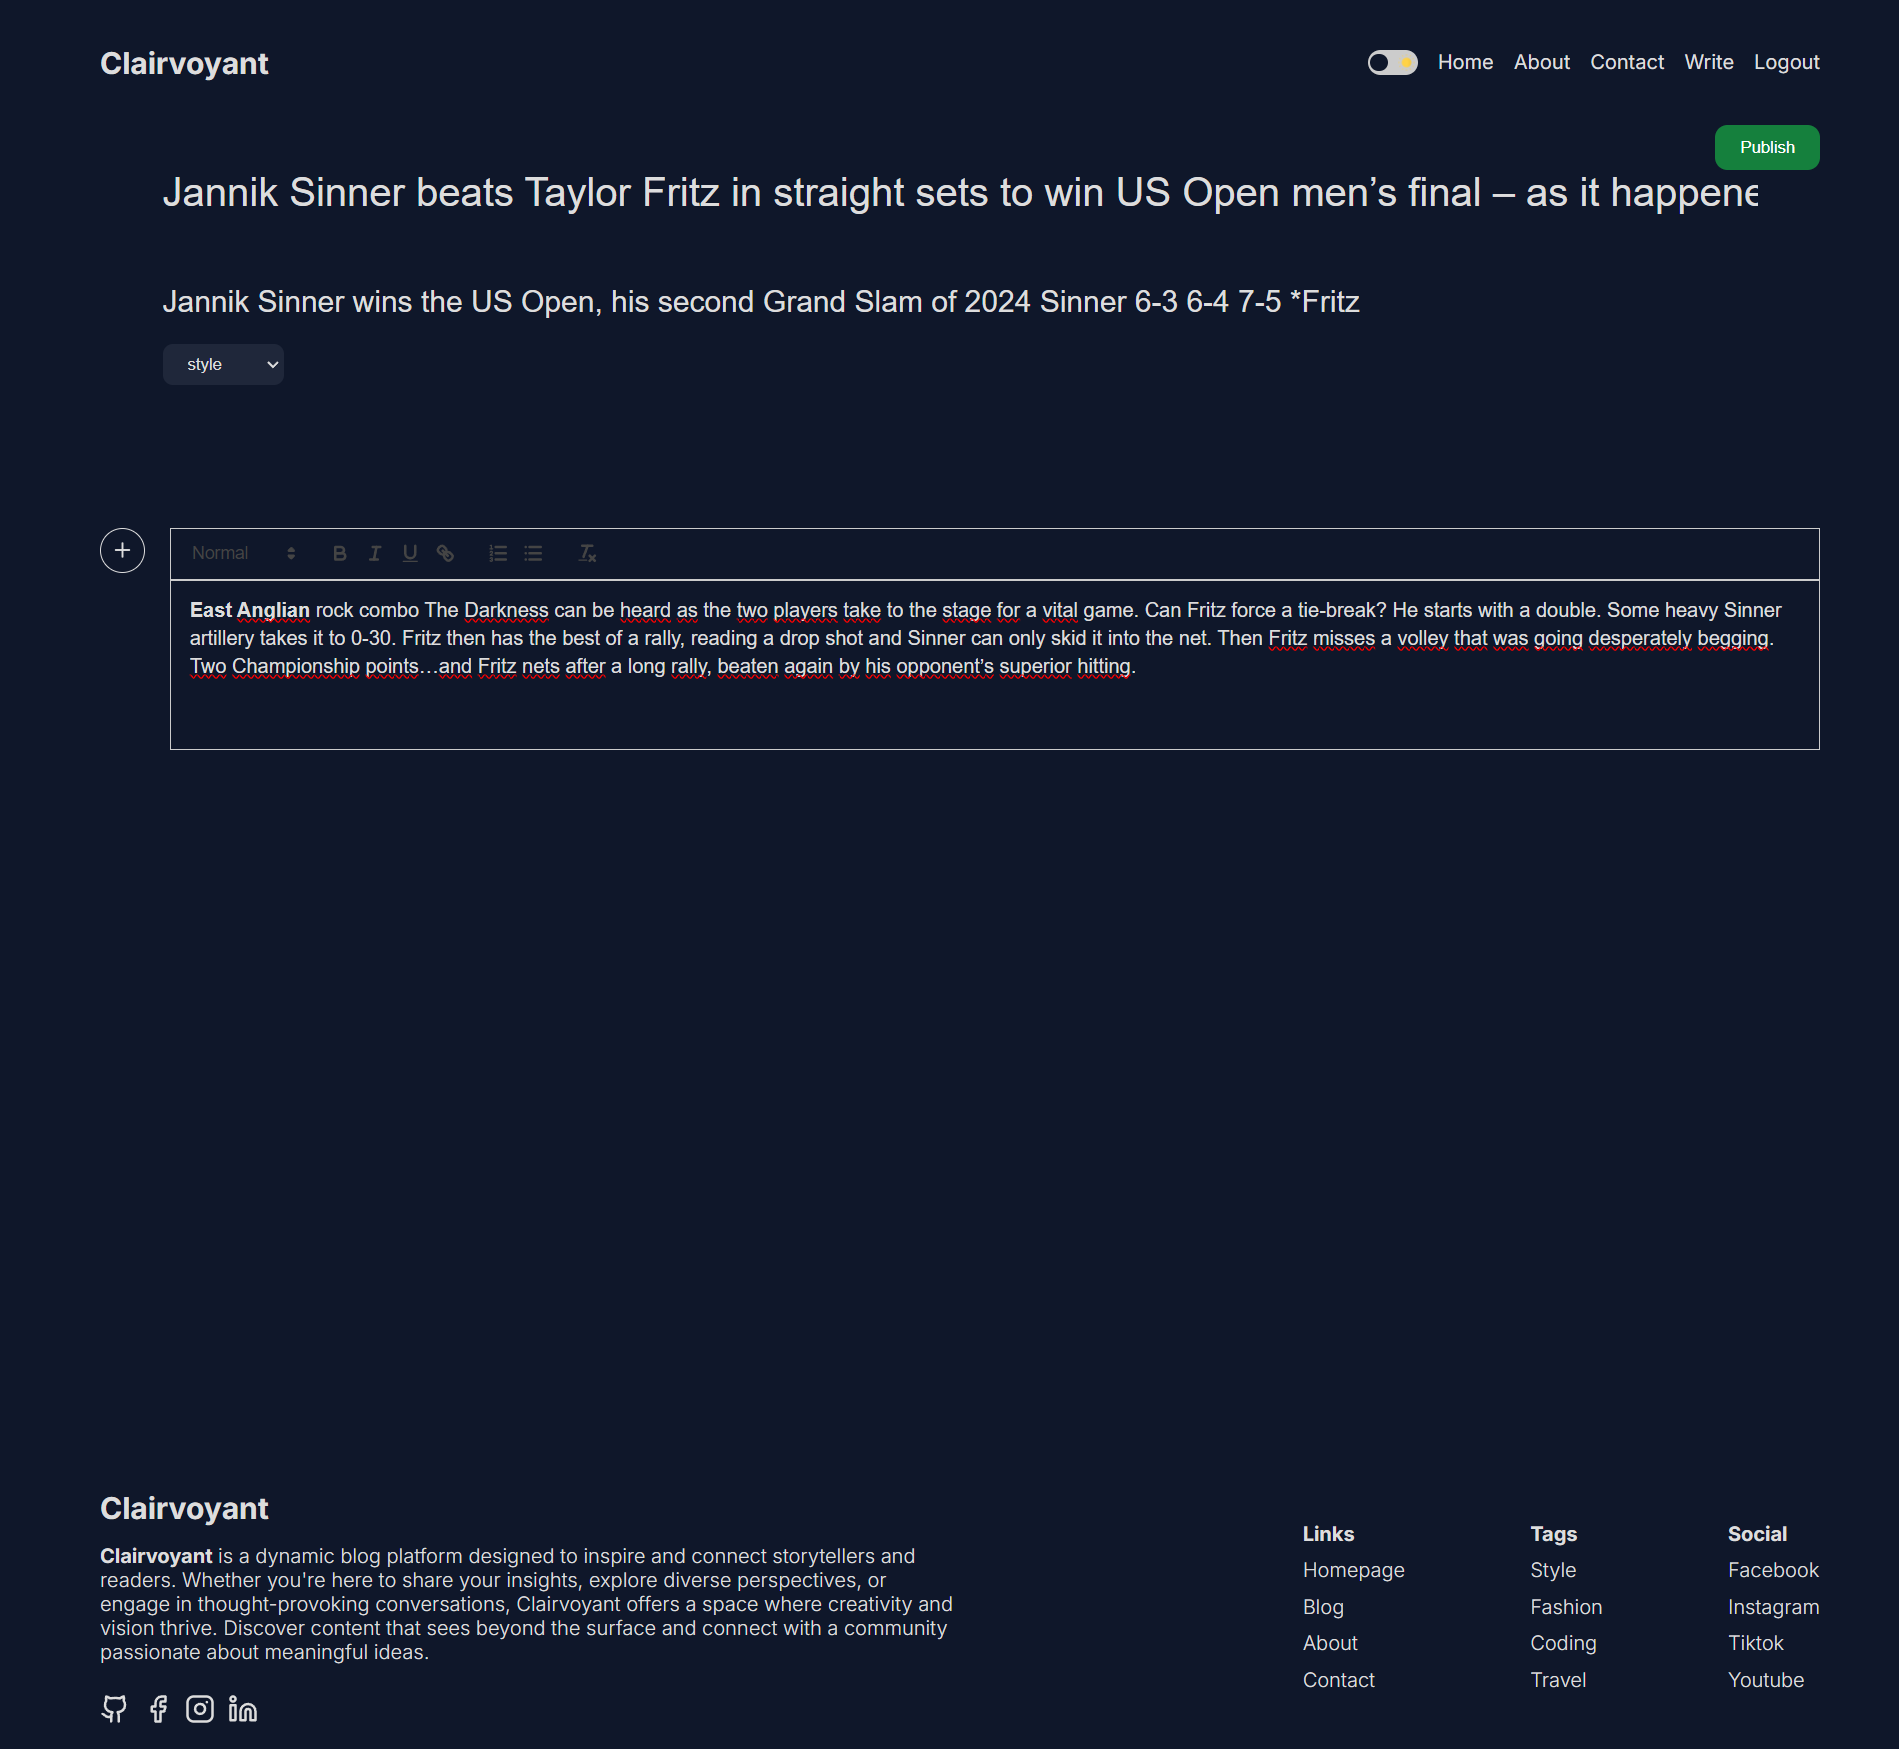 Clairvoyant
Home About Contact Write Logout
Publish
Jannik Sinner beats Taylor Fritz in straight sets to win US Open men’s final – as it happene
Jannik Sinner wins the US Open, his second Grand Slam of 2024 Sinner 6-3 6-4 7-5 *Fritz
style
Normal
East Anglian rock combo The Darkness can be heard as the two players take to the stage for a vital game. Can Fritz force a tie-break? He starts with a double. Some heavy Sinner
artillery takes it to 0-30. Fritz then has the best of a rally, reading a drop shot and Sinner can only skid it into the net. Then Fritz misses a volley that was going desperately begging.
Two Championship points…and Fritz nets after a long rally, beaten again by his opponent’s superior hitting.
Clairvoyant
Clairvoyant is a dynamic blog platform designed to inspire and connect storytellers and
readers. Whether you're here to share your insights, explore diverse perspectives, or
engage in thought-provoking conversations, Clairvoyant offers a space where creativity and
vision thrive. Discover content that sees beyond the surface and connect with a community
passionate about meaningful ideas.
Links
Homepage
Blog
About
Contact
Tags
Style
Fashion
Coding
Travel
Social
Facebook
Instagram
Tiktok
Youtube